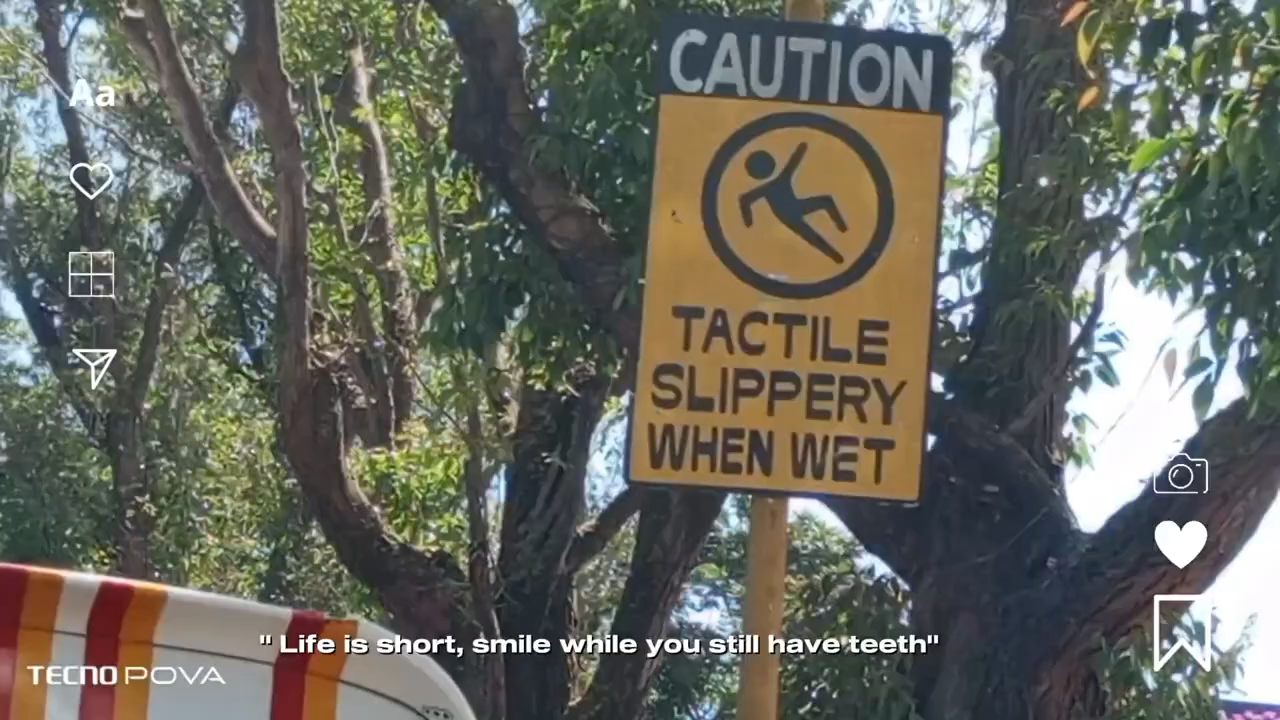 Aa
CAUTION
TACTILE
SLIPPERY
WHEN WET
" Life is short, smile while you still have teeth"
TECNO POVA